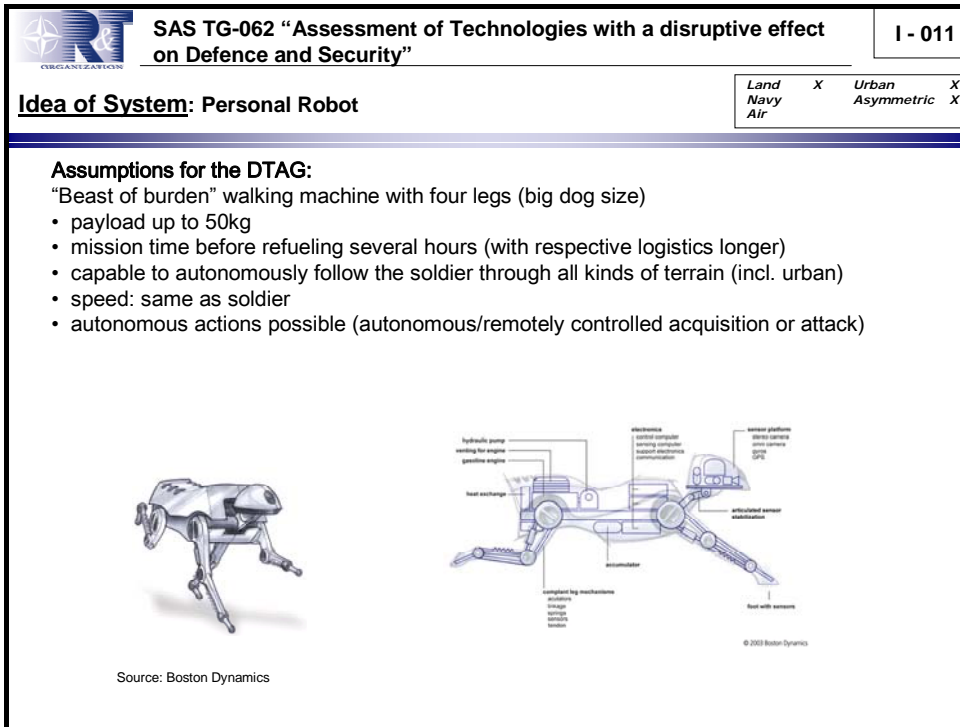 R&T
ORGANIZATION
SAS TG-062 “Assessment of Technologies with a disruptive effect
on Defence and Security”
I - 011
Idea of System: Personal Robot
Land X Urban X
Navy Asymmetric X
Air
Assumptions for the DTAG:
“Beast of burden” walking machine with four legs (big dog size)
• payload up to 50kg
• mission time before refueling several hours (with respective logistics longer)
• capable to autonomously follow the soldier through all kinds of terrain (incl. urban)
• speed: same as soldier
• autonomous actions possible (autonomous/remotely controlled acquisition or attack)
hydraulic pump
venting for engine
gasoline engine
heat exchange
electronics
control computer
sensing computer
support electronics
communication
sensor platform
stereo camera
omni camera
gyros
GPS
articulated sensor
stabilization
accumulator
compliant leg mechanisms
acutators
linkage
springs
sensors
tendon
foot with sensors
© 2003 Boston Dynamics
Source: Boston Dynamics